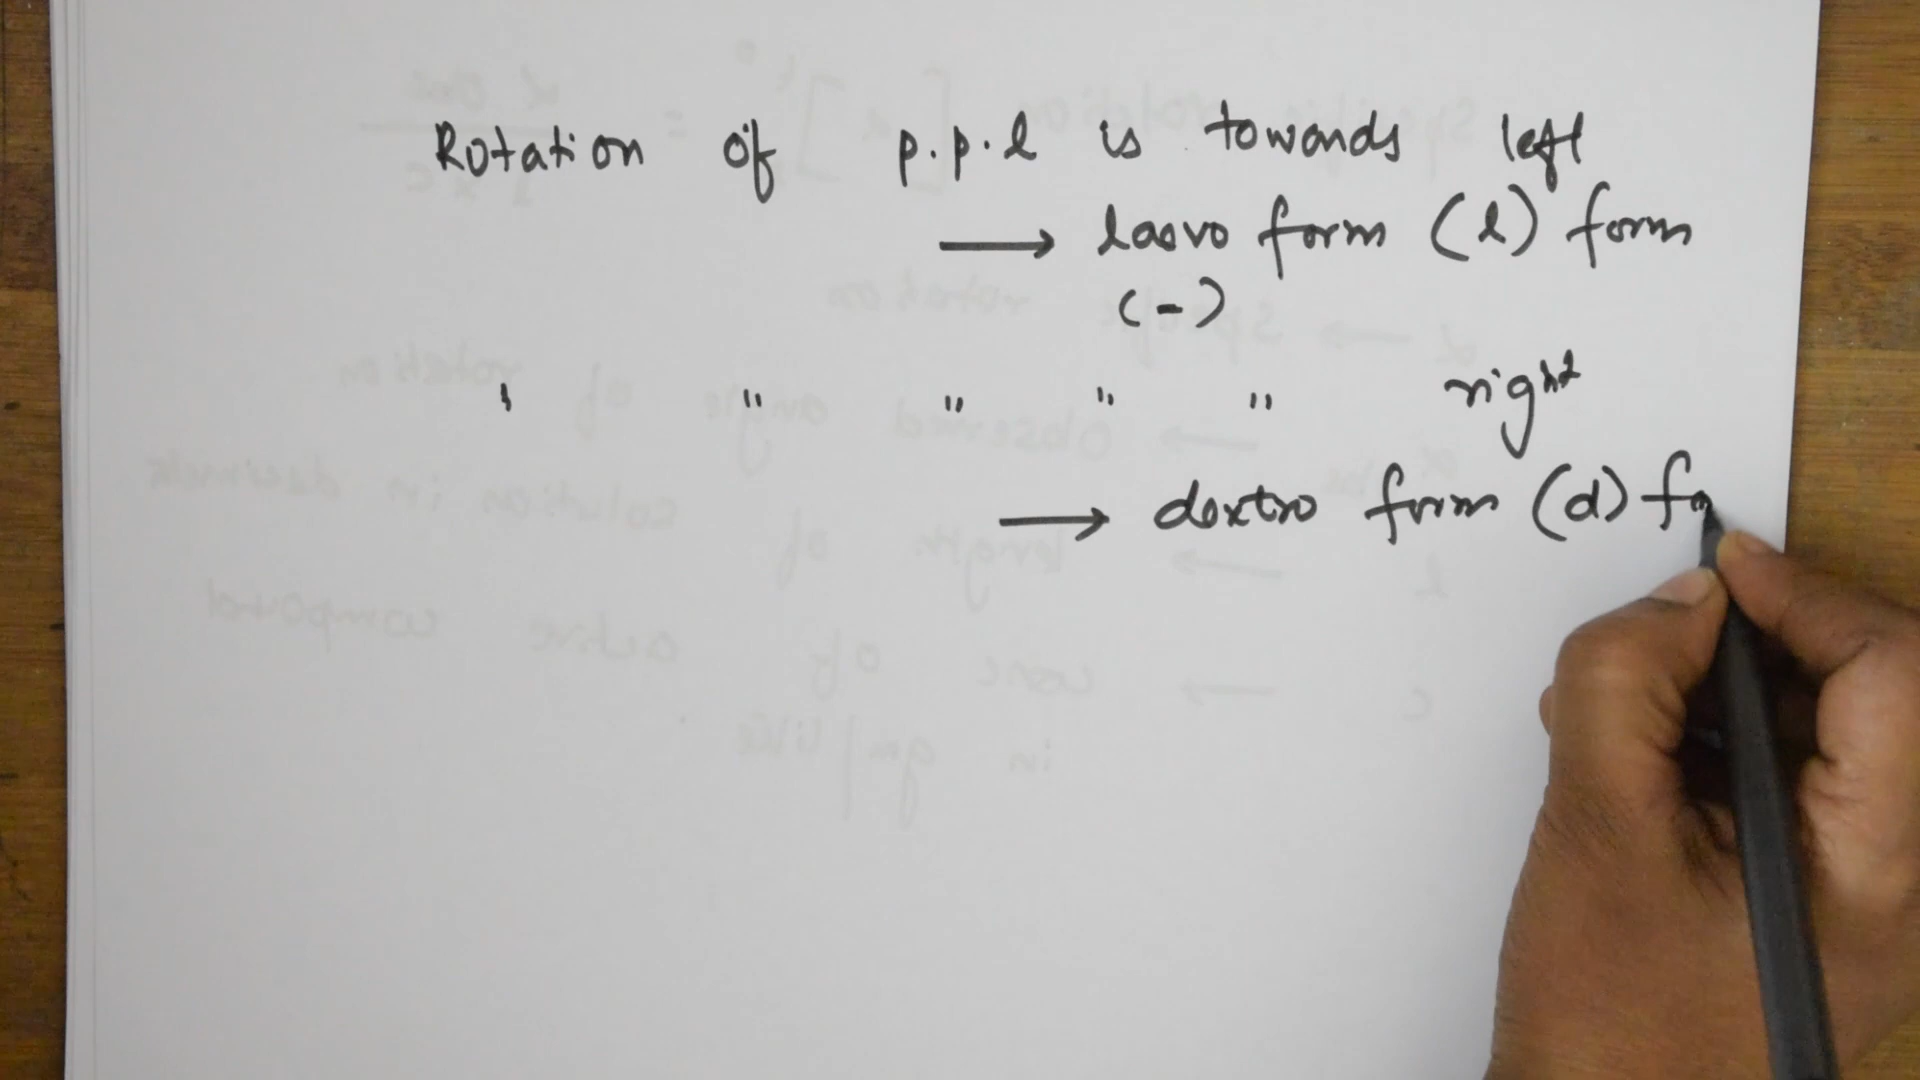 Rotation of p.p.l is towards left
→ laevo form (l) form
(-)
" " " " " right
→ dextro form (d) fo